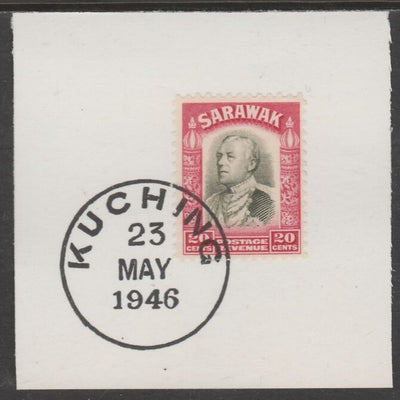 SARAWAK
20 CENTS POSTAGE REVENUE 20 CENTS
KUCHING
23
MAY
1946